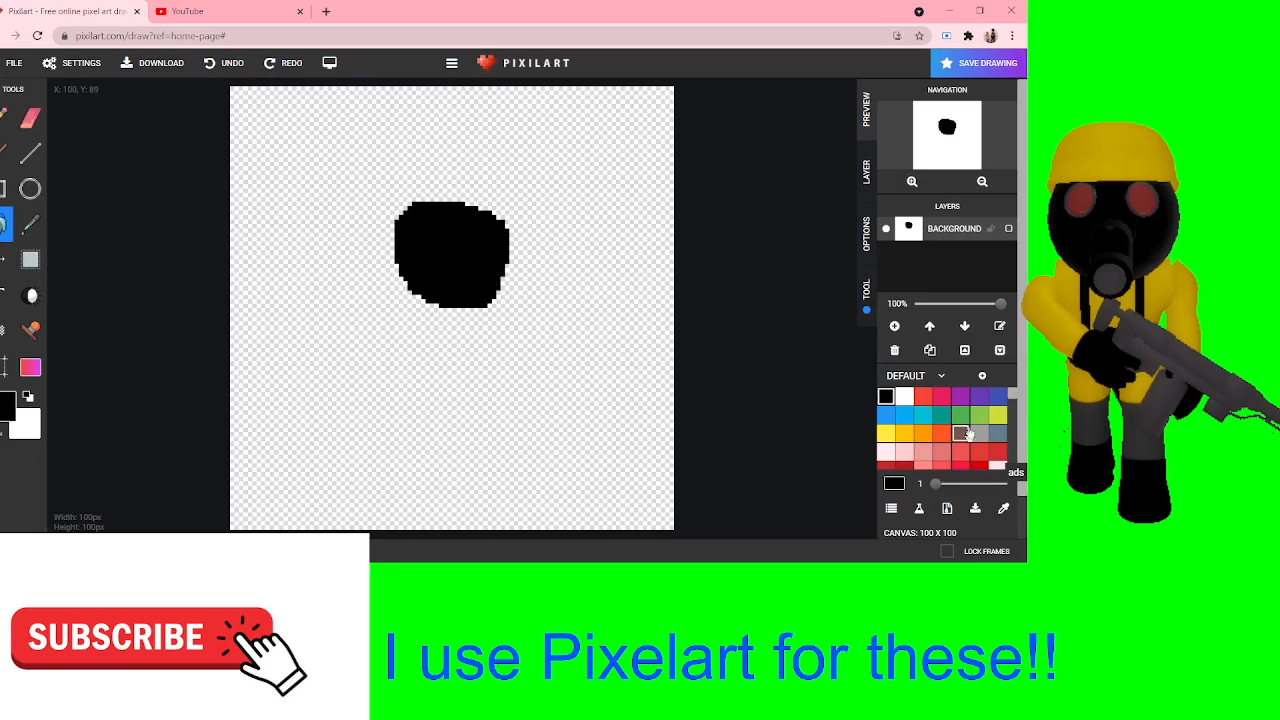 Pixilart - Free online pixel art dra
YouTube
pixilart.com/draw?ref=home-page#
FILE
SETTINGS
DOWNLOAD
UNDO
REDO
PIXILART
SAVE DRAWING
TOOLS
X: 100, Y: 89
NAVIGATION
PREVIEW
LAYER
OPTIONS
TOOL
LAYERS
BACKGROUND
100%
DEFAULT
ads
1
Width: 100px
Height: 100px
CANVAS: 100 X 100
LOCK FRAMES
SUBSCRIBE
I use Pixelart for these!!